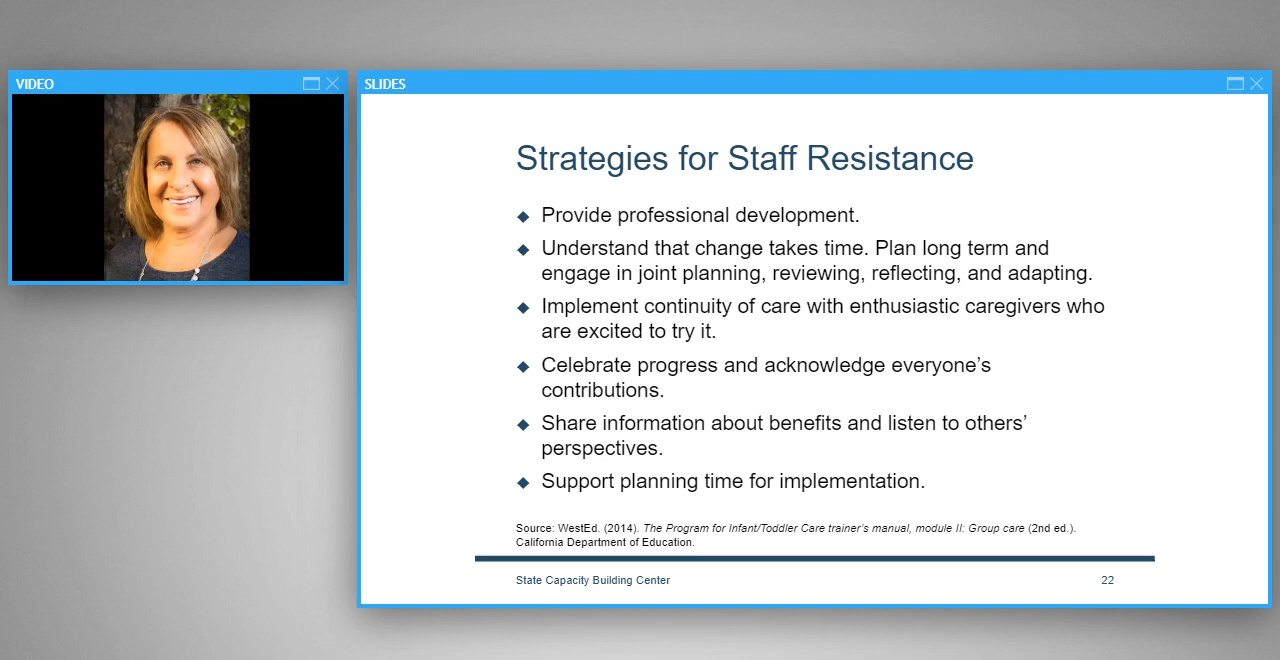 VIDEO
SLIDES
Strategies for Staff Resistance
◆ Provide professional development.
◆ Understand that change takes time. Plan long term and
engage in joint planning, reviewing, reflecting, and adapting.
◆ Implement continuity of care with enthusiastic caregivers who
are excited to try it.
◆ Celebrate progress and acknowledge everyone’s
contributions.
◆ Share information about benefits and listen to others’
perspectives.
◆ Support planning time for implementation.
Source: WestEd. (2014). The Program for Infant/Toddler Care trainer’s manual, module II: Group care (2nd ed.).
California Department of Education.
State Capacity Building Center
22